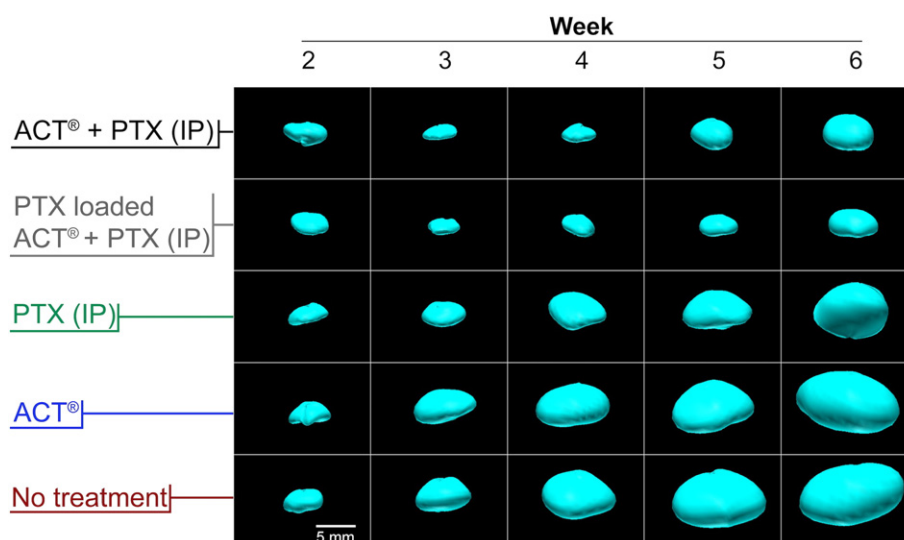 Week
2 3 4 5 6
ACT® + PTX (IP)
PTX loaded
ACT® + PTX (IP)
PTX (IP)
ACT®
No treatment
5 mm